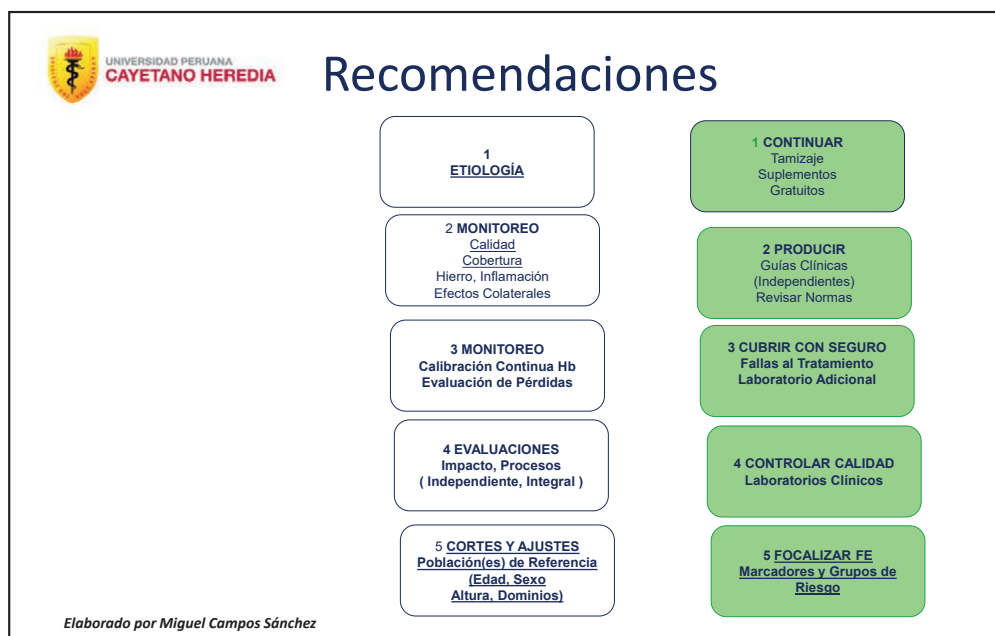 UNIVERSIDAD PERUANA
CAYETANO HEREDIA
Recomendaciones
1
ETIOLOGÍA
2 MONITOREO
Calidad
Cobertura
Hierro, Inflamación
Efectos Colaterales
3 MONITOREO
Calibración Continua Hb
Evaluación de Pérdidas
4 EVALUACIONES
Impacto, Procesos
( Independiente, Integral )
5 CORTES Y AJUSTES
Población(es) de Referencia
(Edad, Sexo
Altura, Dominios)
1 CONTINUAR
Tamizaje
Suplementos
Gratuitos
2 PRODUCIR
Guías Clínicas
(Independientes)
Revisar Normas
3 CUBRIR CON SEGURO
Fallas al Tratamiento
Laboratorio Adicional
4 CONTROLAR CALIDAD
Laboratorios Clínicos
5 FOCALIZAR FE
Marcadores y Grupos de
Riesgo
Elaborado por Miguel Campos Sánchez